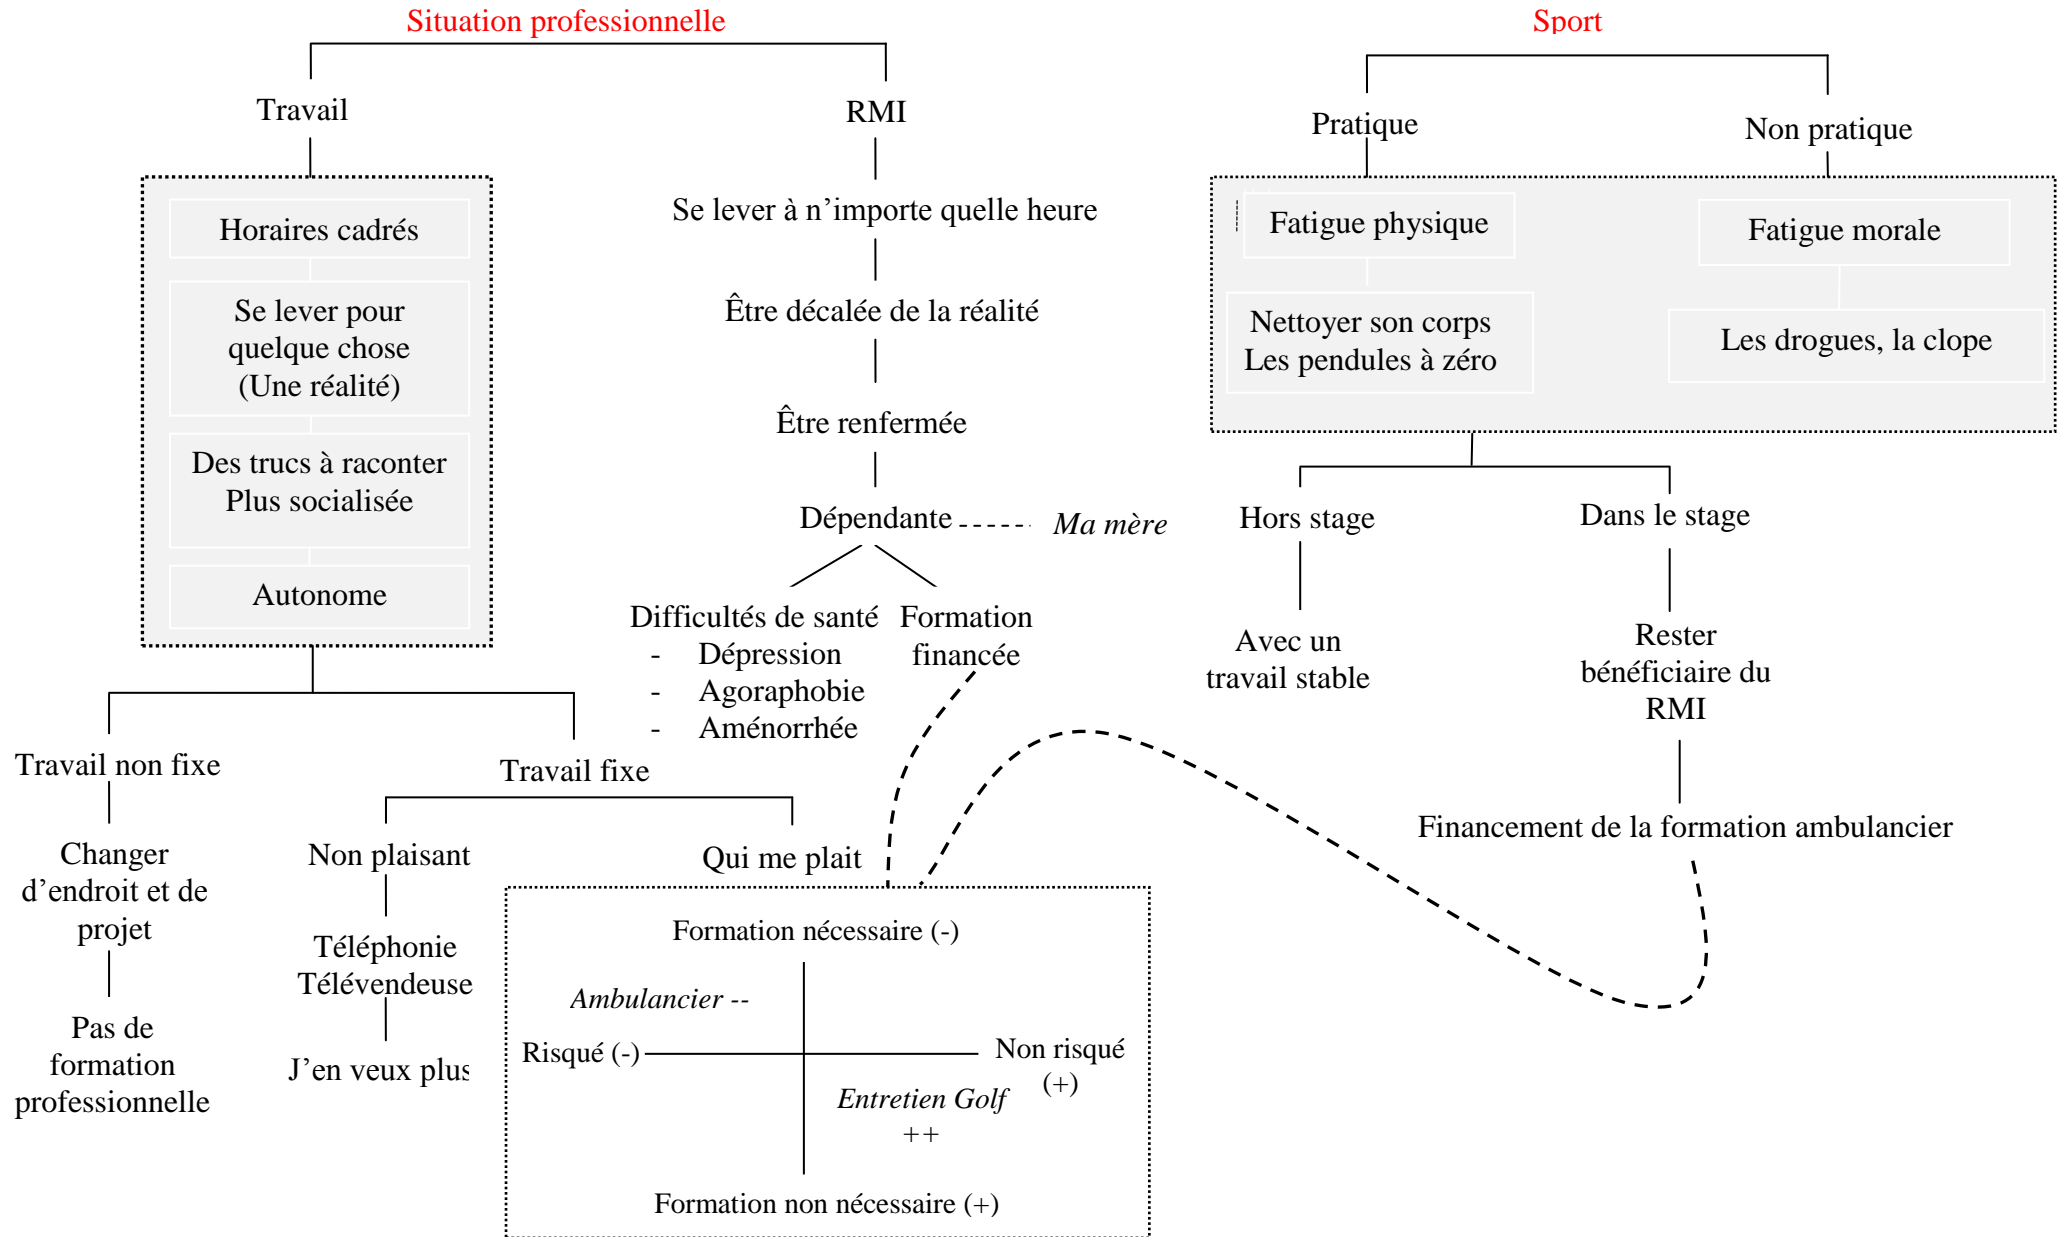 Situation professionnelle
Travail
Horaires cadrés
Se lever pour
quelque chose
(Une réalité)
Des trucs à raconter
Plus socialisée
Autonome
Travail non fixe
Changer
d’endroit et de
projet
Pas de
formation
professionnelle
Travail fixe
Non plaisant
Téléphonie
Télévendeuse
J’en veux plus
Qui me plait
Formation nécessaire (-)
Ambulancier --
Risqué (-)
Non risqué
(+)
Entretien Golf
++
Formation non nécessaire (+)
RMI
Se lever à n’importe quelle heure
Être décalée de la réalité
Être renfermée
Dépendante
Ma mère
Difficultés de santé
- Dépression
- Agoraphobie
- Aménorrhée
Formation
financée
Sport
Pratique
Fatigue physique
Nettoyer son corps
Les pendules à zéro
Non pratique
Fatigue morale
Les drogues, la clope
Hors stage
Avec un
travail stable
Dans le stage
Rester
bénéficiaire du
RMI
Financement de la formation ambulancier